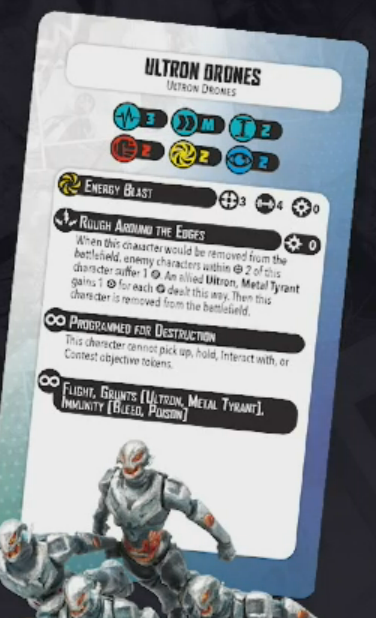 ULTRON DRONES
ULTRON DRONES
3 M 2
2 2 2
ENERGY BLAST 3 4 0
ROUGH AROUND THE EDGES 0
When this character would be removed from the
battlefield, enemy characters within 2 of this
character suffer 1. An allied Ultron, Metal Tyrant
gains 1 for each dealt this way. Then this
character is removed from the battlefield.
PROGRAMMED FOR DESTRUCTION
This character cannot pick up, hold, Interact with, or
Contest objective tokens.
FLIGHT, GRUNTS [ULTRON, METAL TYRANT],
IMMUNITY [BLEED, POISON]